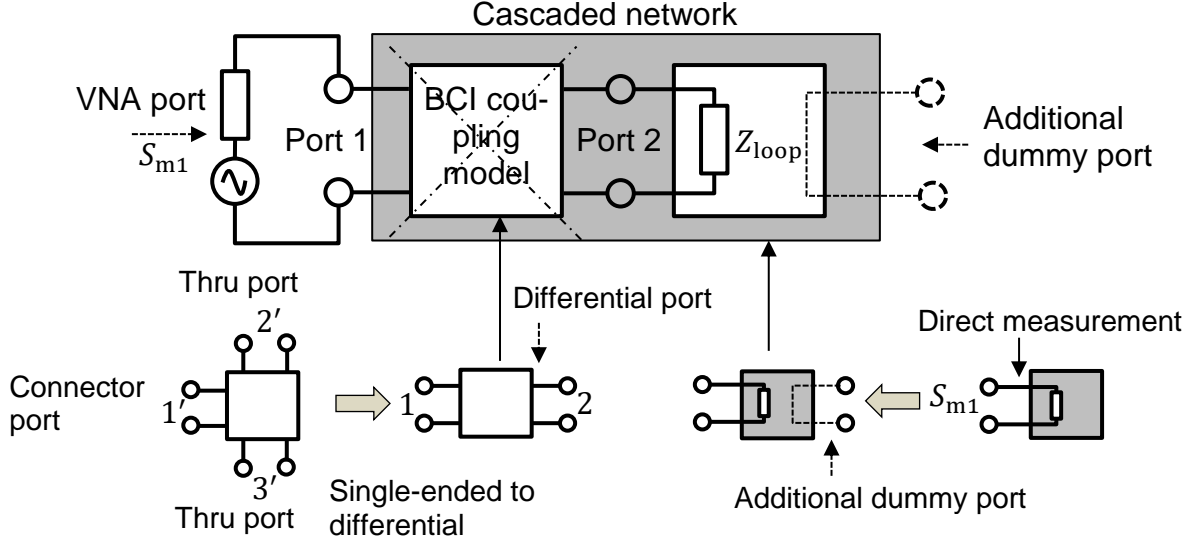 Cascaded network
VNA port
S_m1
Port 1
BCI cou-
pling
model
Port 2
Z_loop
Additional
dummy port
Thru port
2′
Connector
port
1′
3′
Thru port
Differential port
1
2
Single-ended to
differential
Direct measurement
S_m1
Additional dummy port